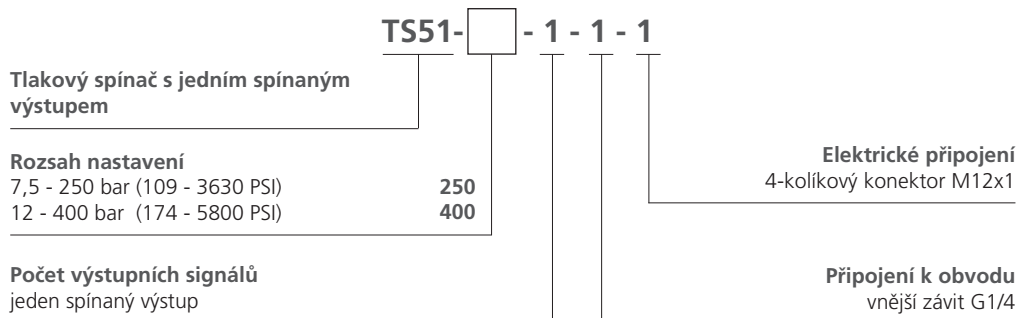 TS51-  - 1 - 1 - 1
Tlakový spínač s jedním spínaným
výstupem
Rozsah nastavení
7,5 - 250 bar (109 - 3630 PSI) 250
12 - 400 bar (174 - 5800 PSI) 400
Počet výstupních signálů
jeden spínaný výstup
Elektrické připojení
4-kolíkový konektor M12x1
Připojení k obvodu
vnější závit G1/4